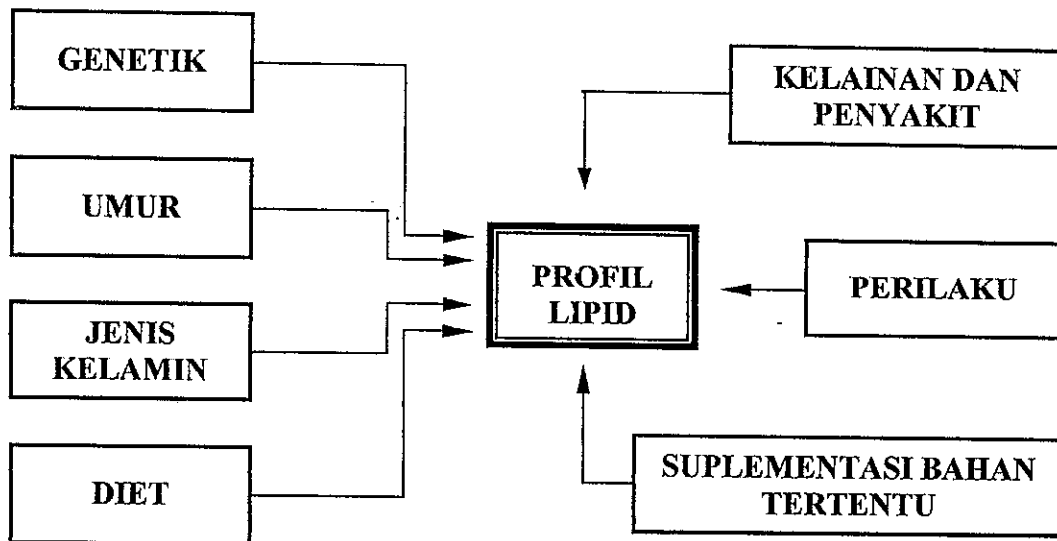 GENETIK
UMUR
JENIS
KELAMIN
DIET
PROFIL
LIPID
KELAINAN DAN
PENYAKIT
PERILAKU
SUPLEMENTASI BAHAN
TERTENTU